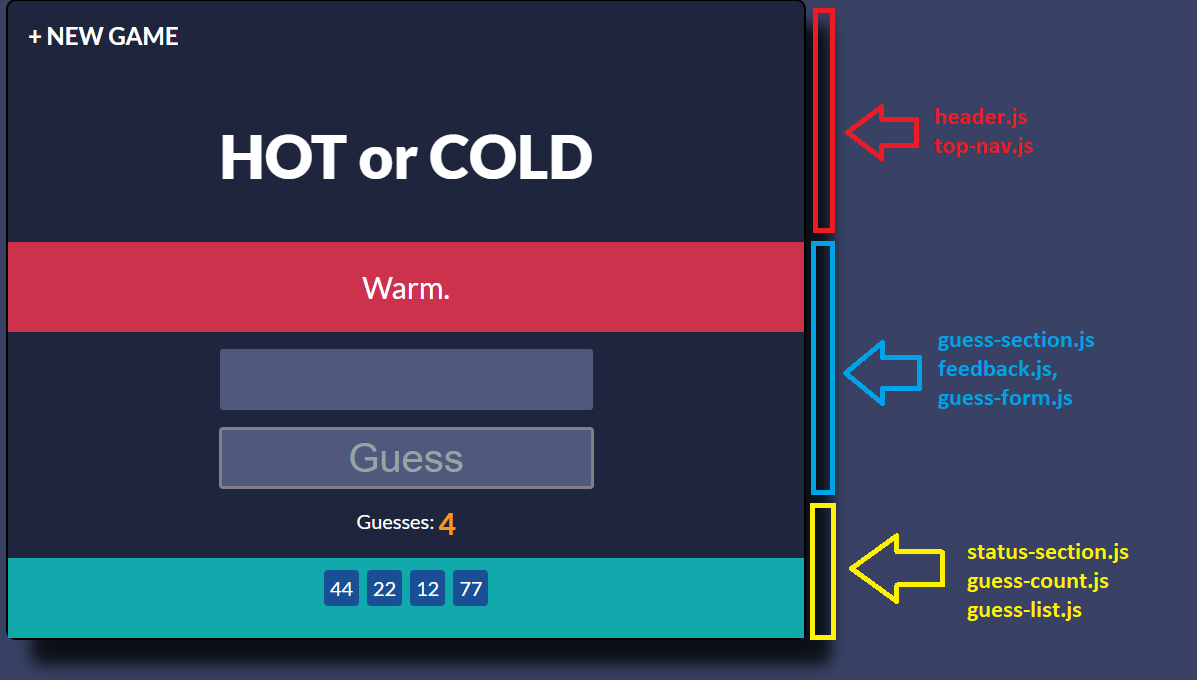 + NEW GAME
HOT or COLD
header.js
top-nav.js
Warm.
guess-section.js
feedback.js,
guess-form.js
Guess
Guesses: 4
44 22 12 77
status-section.js
guess-count.js
guess-list.js